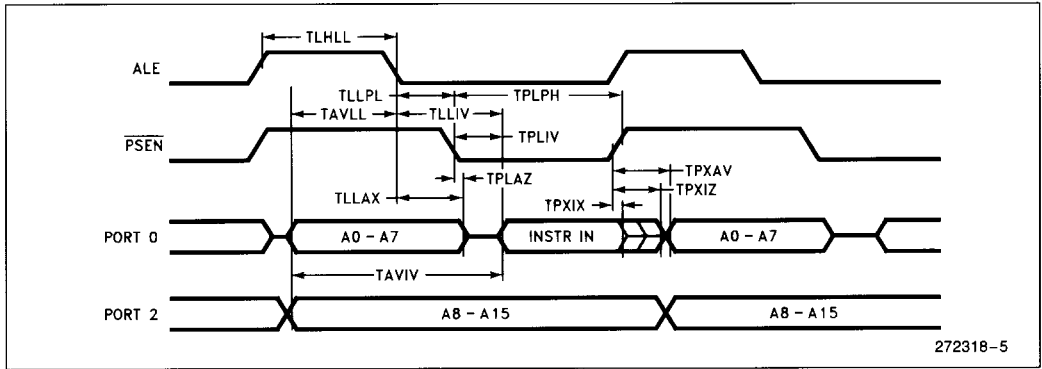 TLHLL
ALE
TLLPL
TPLPH
TAVLL
TLLIV
PSEN
TPLIV
TPLAZ
TPXAV
TPXIZ
TLLAX
TPXIX
PORT 0
A0 – A7
INSTR IN
A0 – A7
TAVIV
PORT 2
A8 – A15
A8 – A15
272318–5